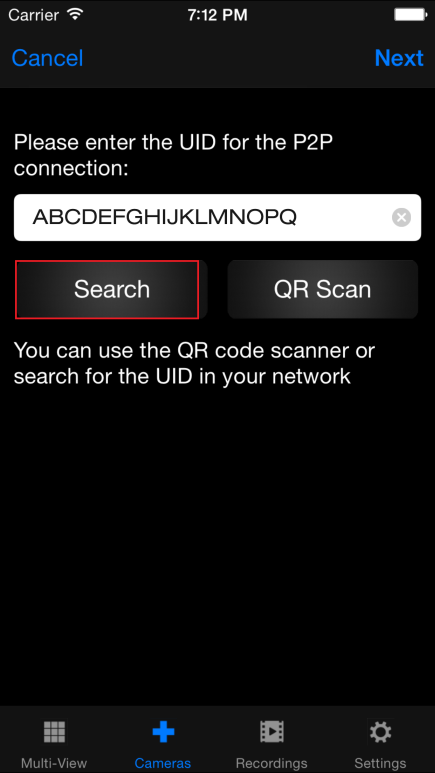 Carrier 7:12 PM
Cancel Next
Please enter the UID for the P2P
connection:
ABCDEFGHIJKLMNOPQ
Search QR Scan
You can use the QR code scanner or
search for the UID in your network
Multi-View Cameras Recordings Settings